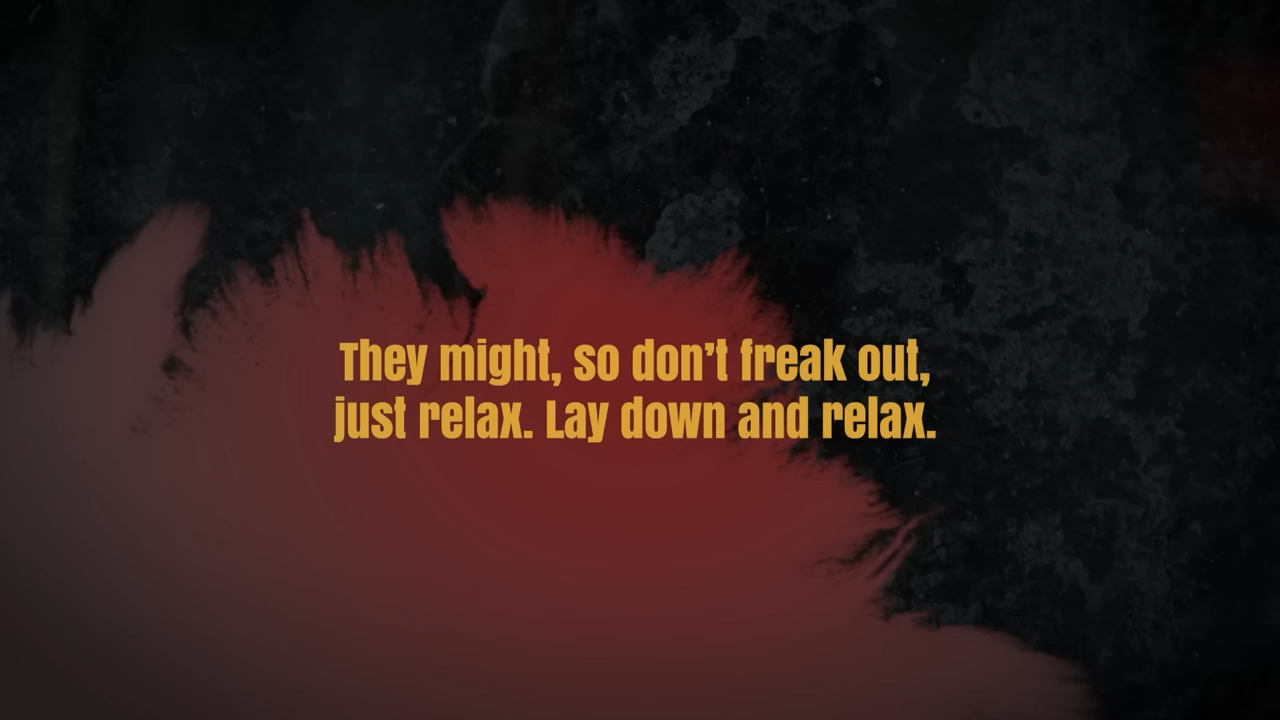 They might, so don’t freak out,
just relax. Lay down and relax.